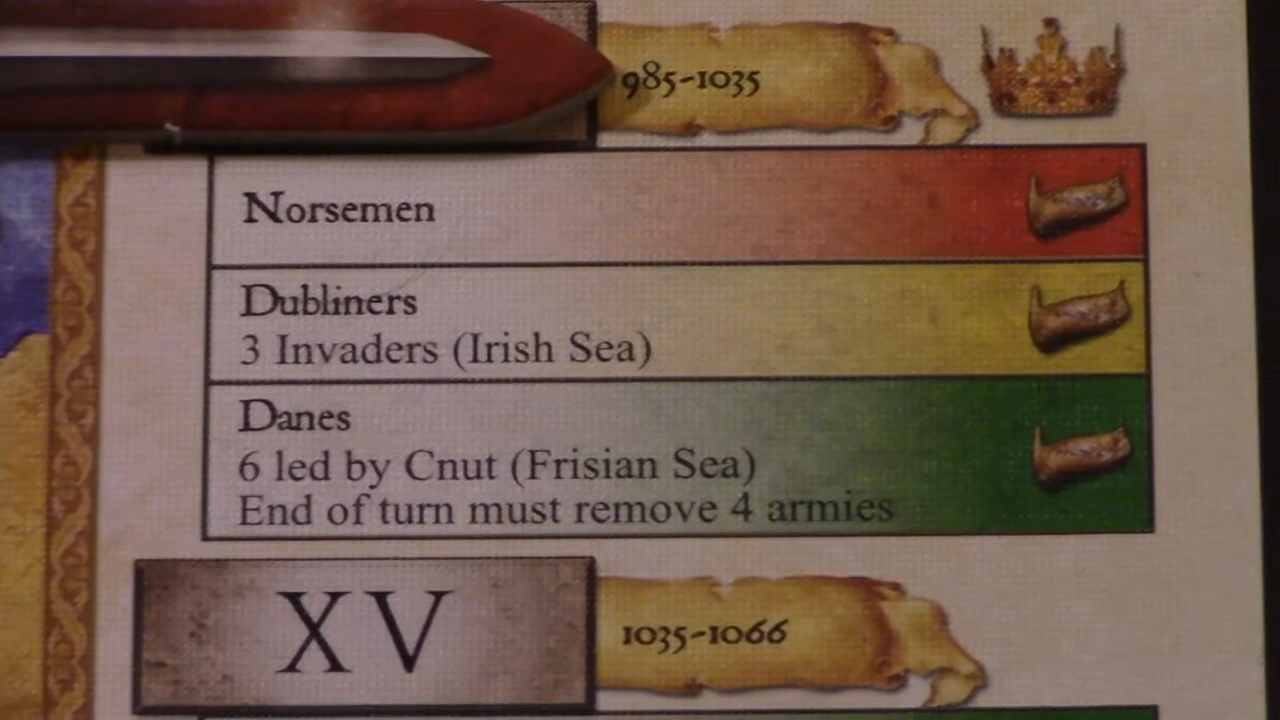 985-1035
Norsemen
Dubliners
3 Invaders (Irish Sea)
Danes
6 led by Cnut (Frisian Sea)
End of turn must remove 4 armies
XV
1035-1066